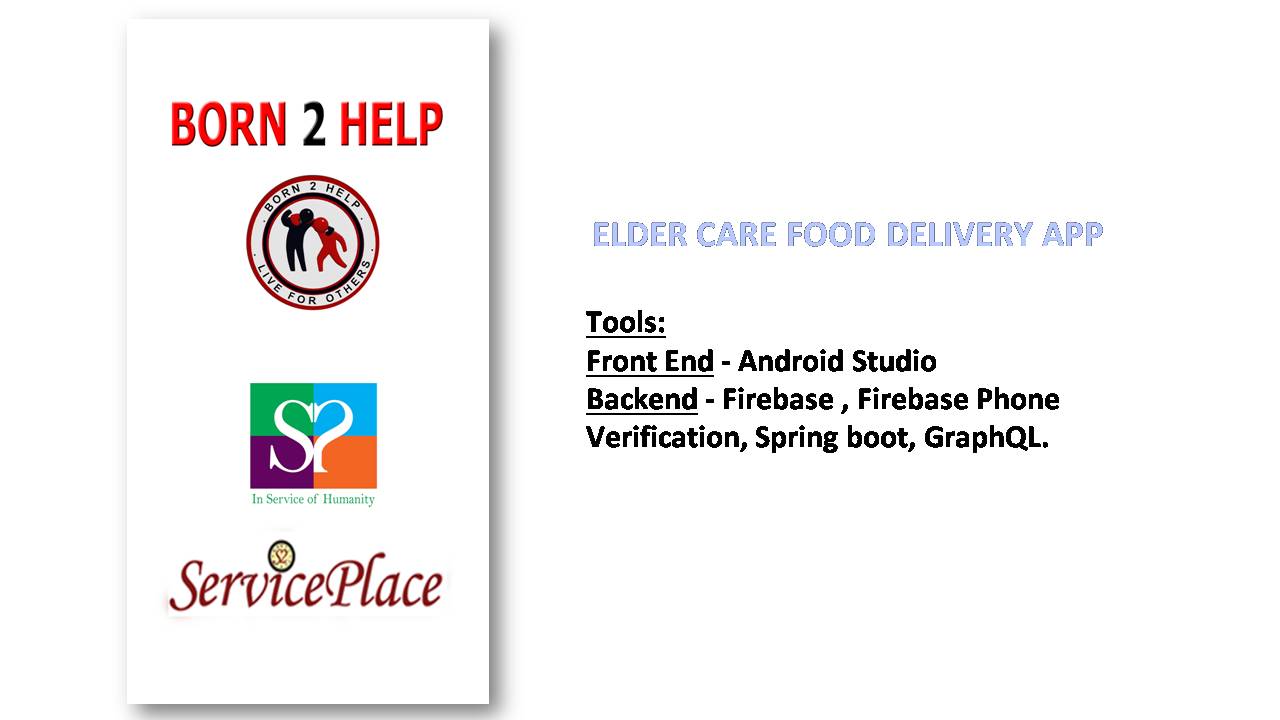 BORN 2 HELP
BORN 2 HELP
LIVE FOR OTHERS
SP
In Service of Humanity
ServicePlace
ELDER CARE FOOD DELIVERY APP
Tools:
Front End - Android Studio
Backend - Firebase , Firebase Phone
Verification, Spring boot, GraphQL.